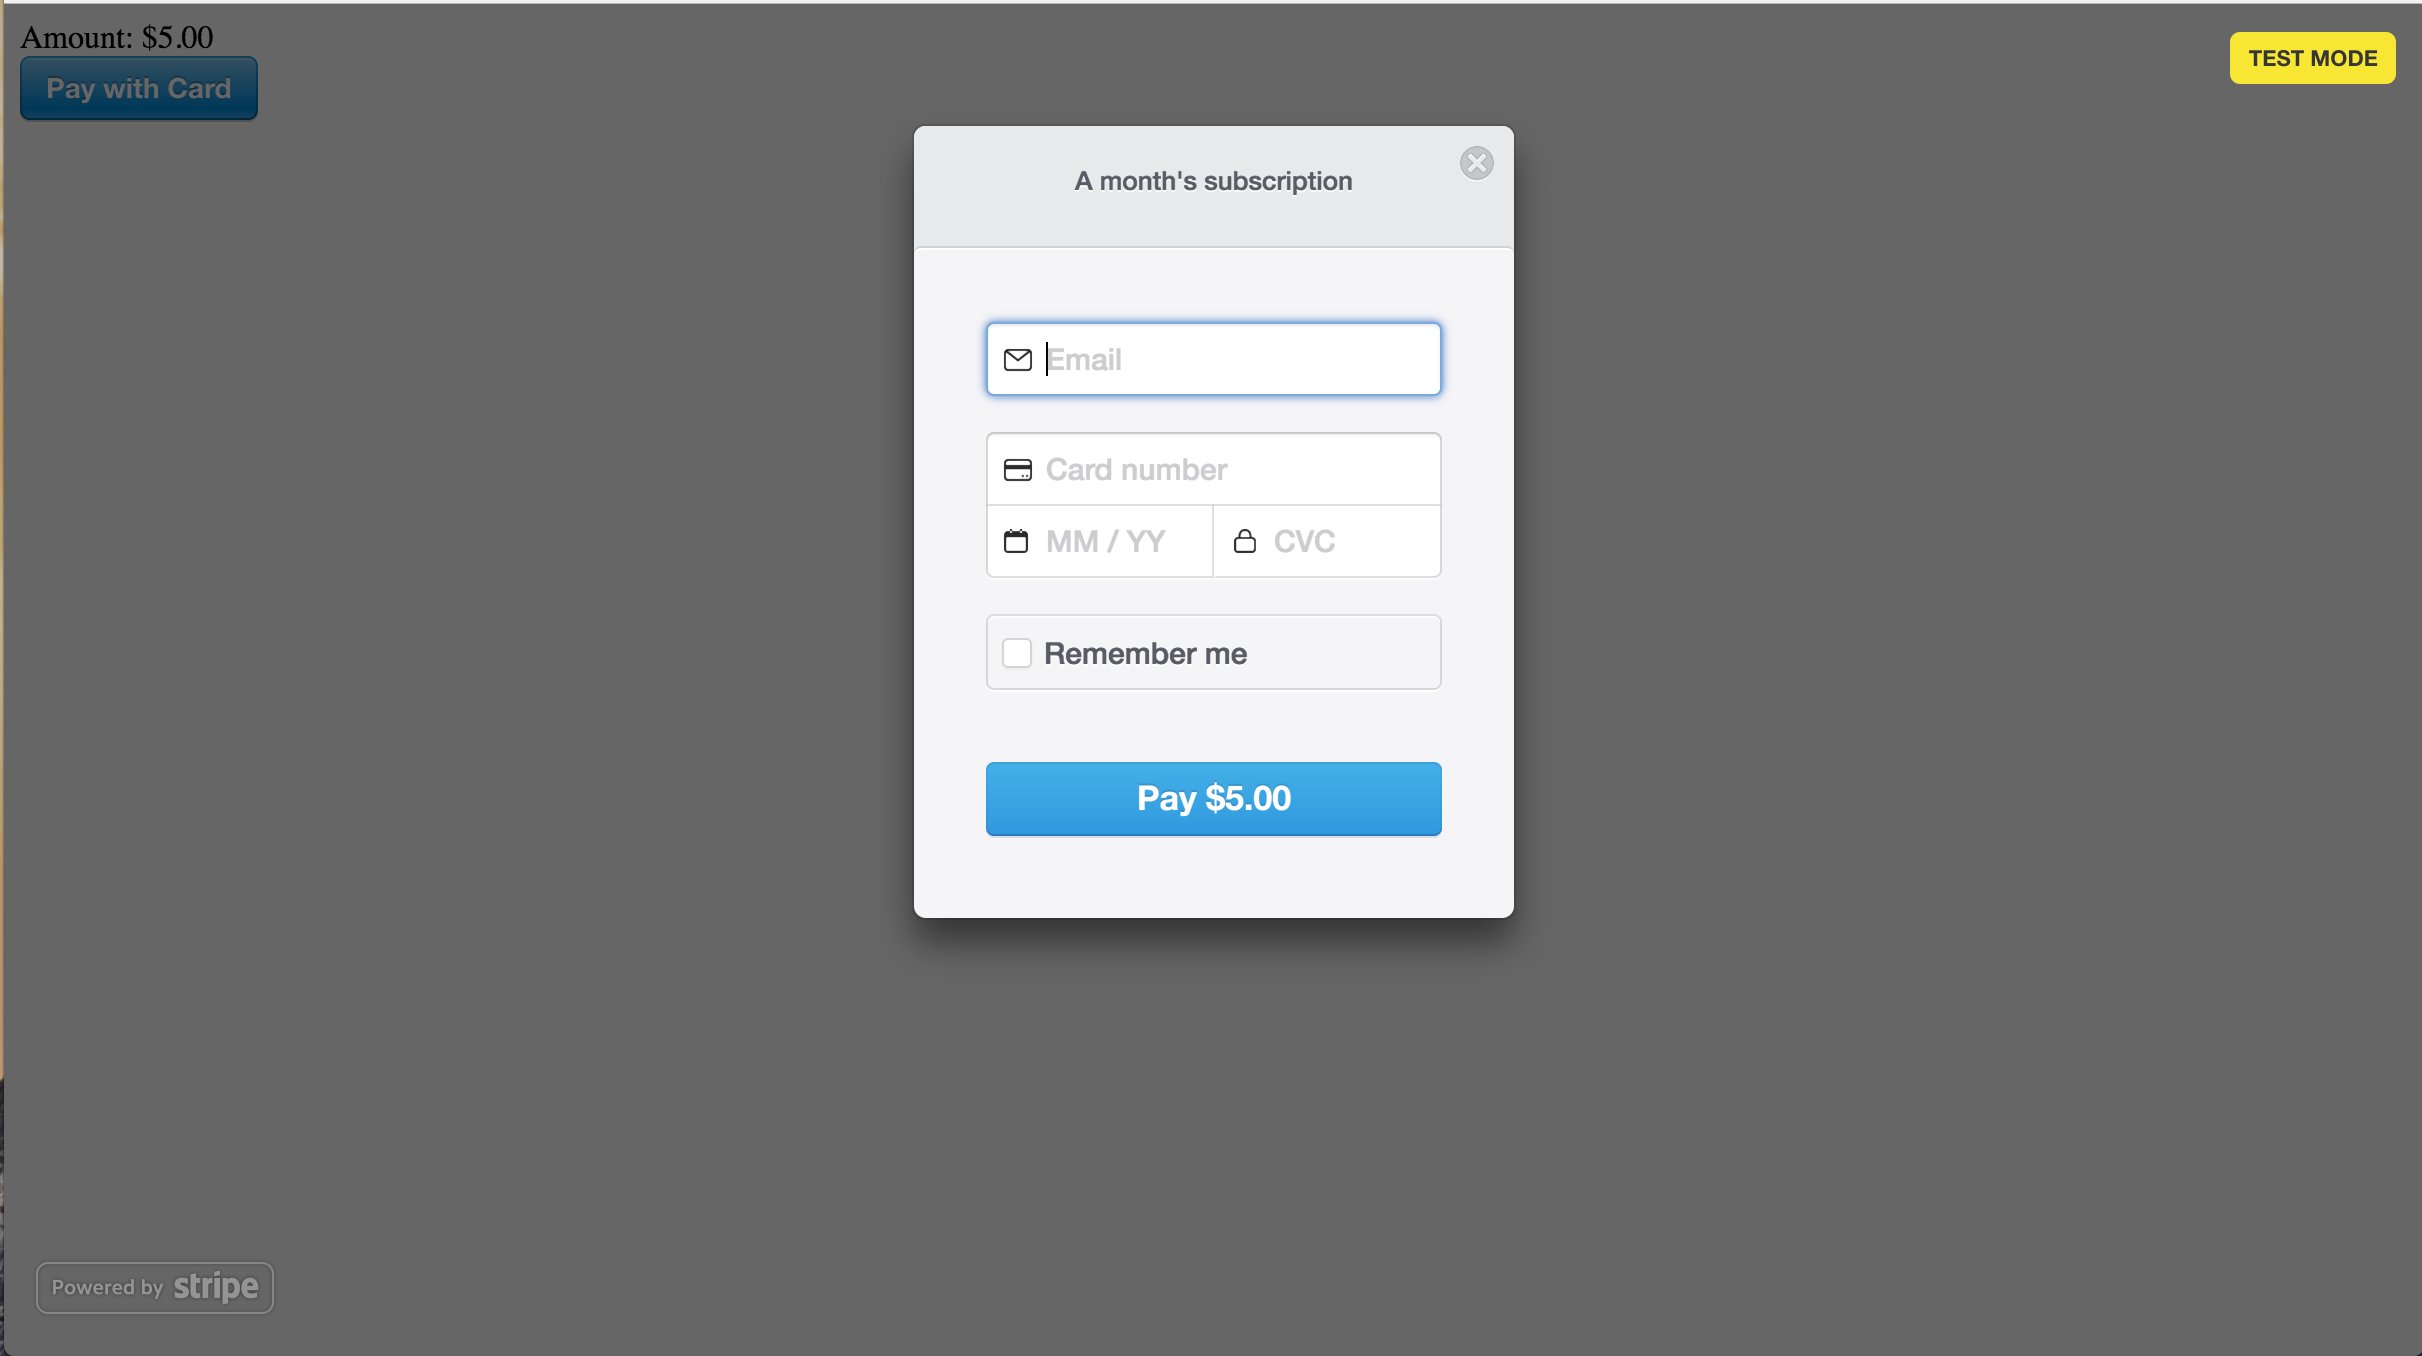 Amount: $5.00
Pay with Card
TEST MODE
A month's subscription
Email
Card number
MM / YY
CVC
Remember me
Pay $5.00
Powered by stripe